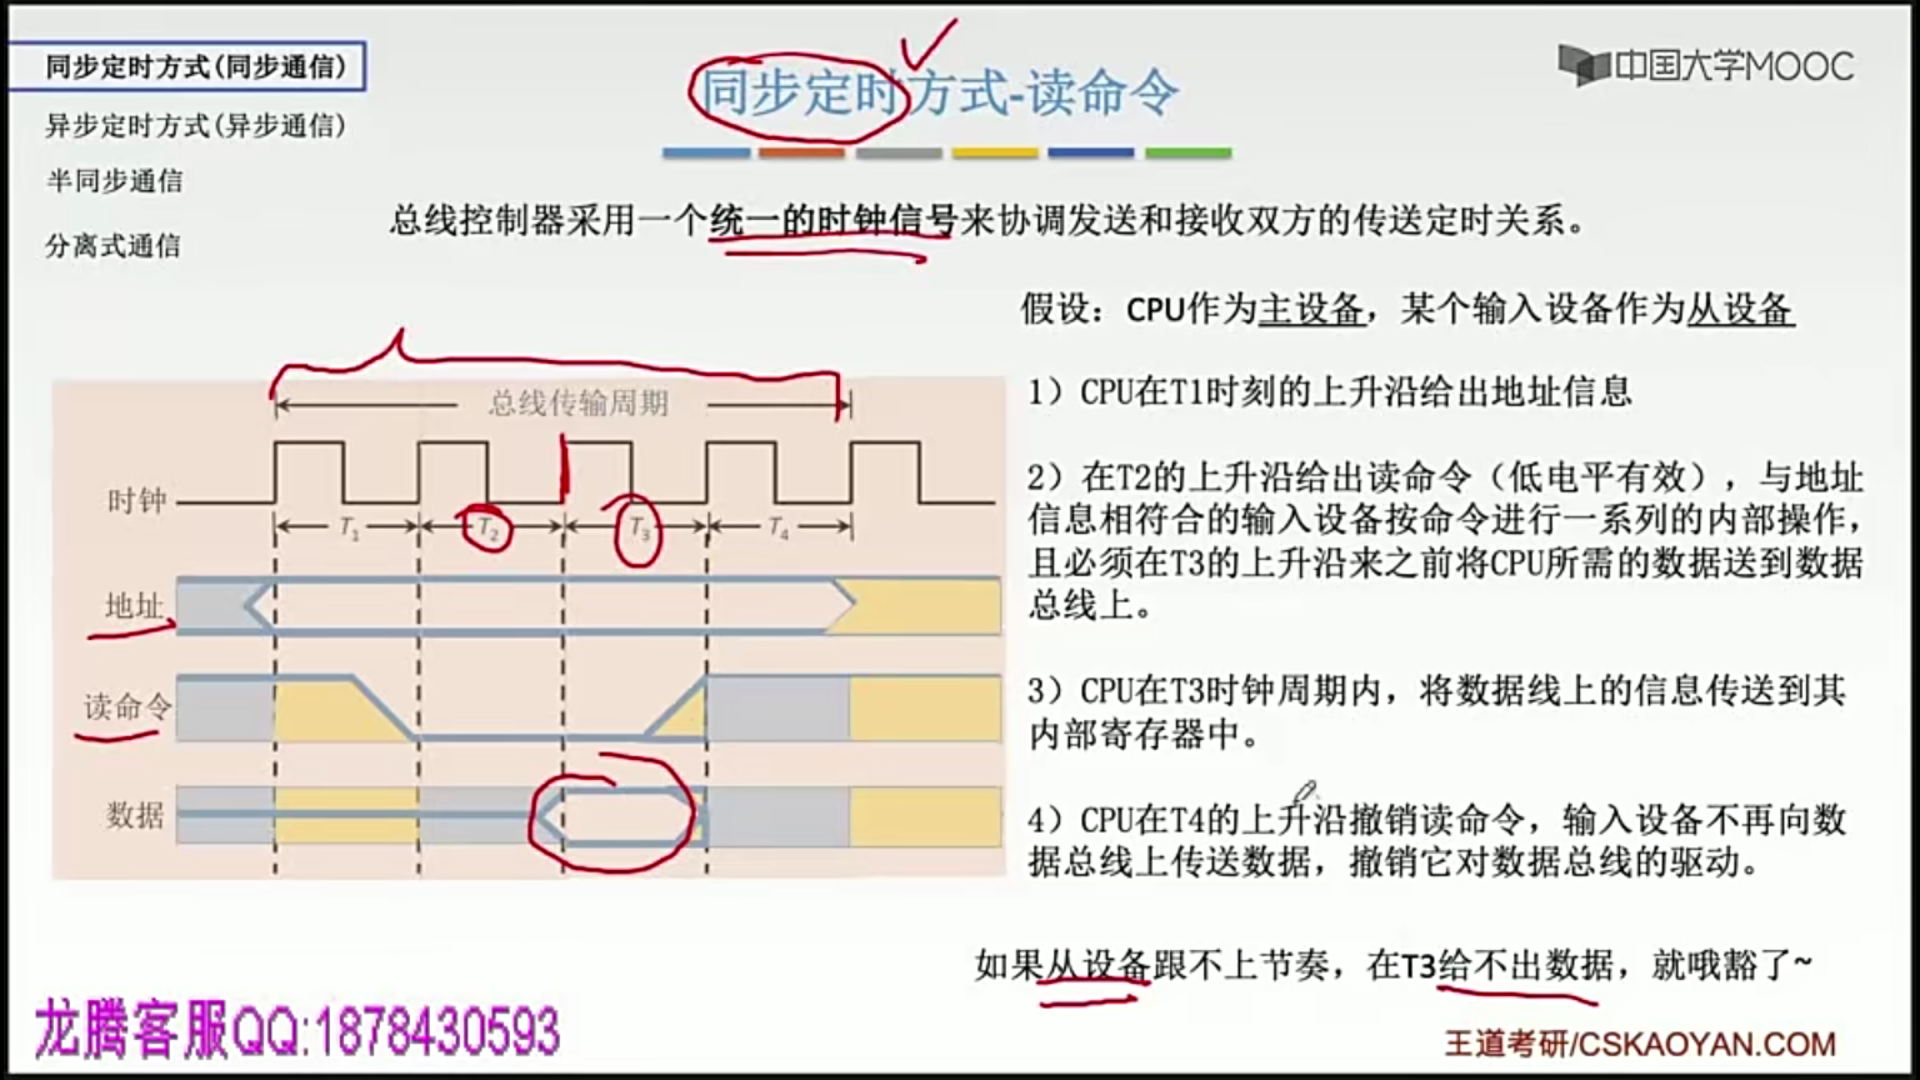 同步定时方式(同步通信)
异步定时方式(异步通信)
半同步通信
分离式通信
同步定时方式-读命令
中国大学MOOC
总线控制器采用一个统一的时钟信号来协调发送和接收双方的传送定时关系。
假设：CPU作为主设备，某个输入设备作为从设备
总线传输周期
时钟
T1
T2
T3
T4
地址
读命令
数据
1）CPU在T1时刻的上升沿给出地址信息
2）在T2的上升沿给出读命令（低电平有效），与地址
信息相符合的输入设备按命令进行一系列的内部操作，
且必须在T3的上升沿来之前将CPU所需的数据送到数据
总线上。
3）CPU在T3时钟周期内，将数据线上的信息传送到其
内部寄存器中。
4）CPU在T4的上升沿撤销读命令，输入设备不再向数
据总线上传送数据，撤销它对数据总线的驱动。
如果从设备跟不上节奏，在T3给不出数据，就哦豁了~
龙腾客服QQ:1878430593
王道考研/CSKAOYAN.COM